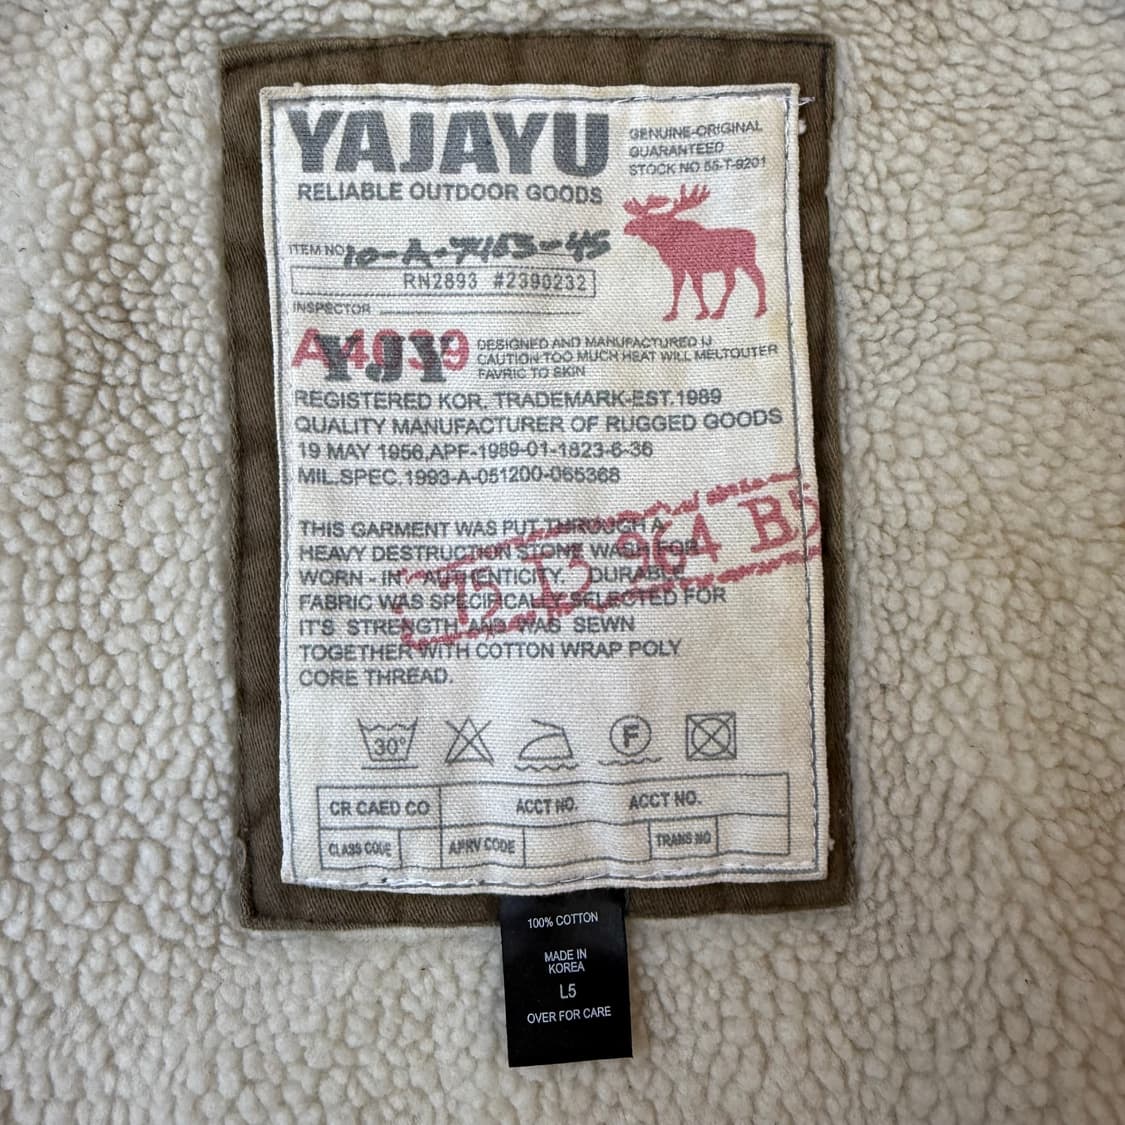 YAJAYU
RELIABLE OUTDOOR GOODS
GENUINE-ORIGINAL
GUARANTEED
STOCK NO 55-T-9201
ITEM NO 10-A-7453-45
RN2893 #2390232
INSPECTOR
A4939
YJY
DESIGNED AND MANUFACTURED IJ
CAUTION TOO MUCH HEAT WILL MELTOUTER
FAVRIC TO SKIN
REGISTERED KOR. TRADEMARK-EST.1989
QUALITY MANUFACTURER OF RUGGED GOODS
19 MAY 1956.APF-1989-01-1823-6-36
MIL.SPEC.1993-A-051200-065368
THIS GARMENT WAS PUT THROUGH A
HEAVY DESTRUCTION STONE WASH FOR
WORN - IN' AUTHENTICITY. DURABLE
FABRIC WAS SPECIFICALLY SELECTED FOR
IT'S STRENGTH AND WAS SEWN
TOGETHER WITH COTTON WRAP POLY
CORE THREAD.
964 B5
30°
F
CR CAED CO ACCT NO. ACCT NO.
CLASS CODE APRV CODE TRANS NO
100% COTTON
MADE IN
KOREA
L5
OVER FOR CARE